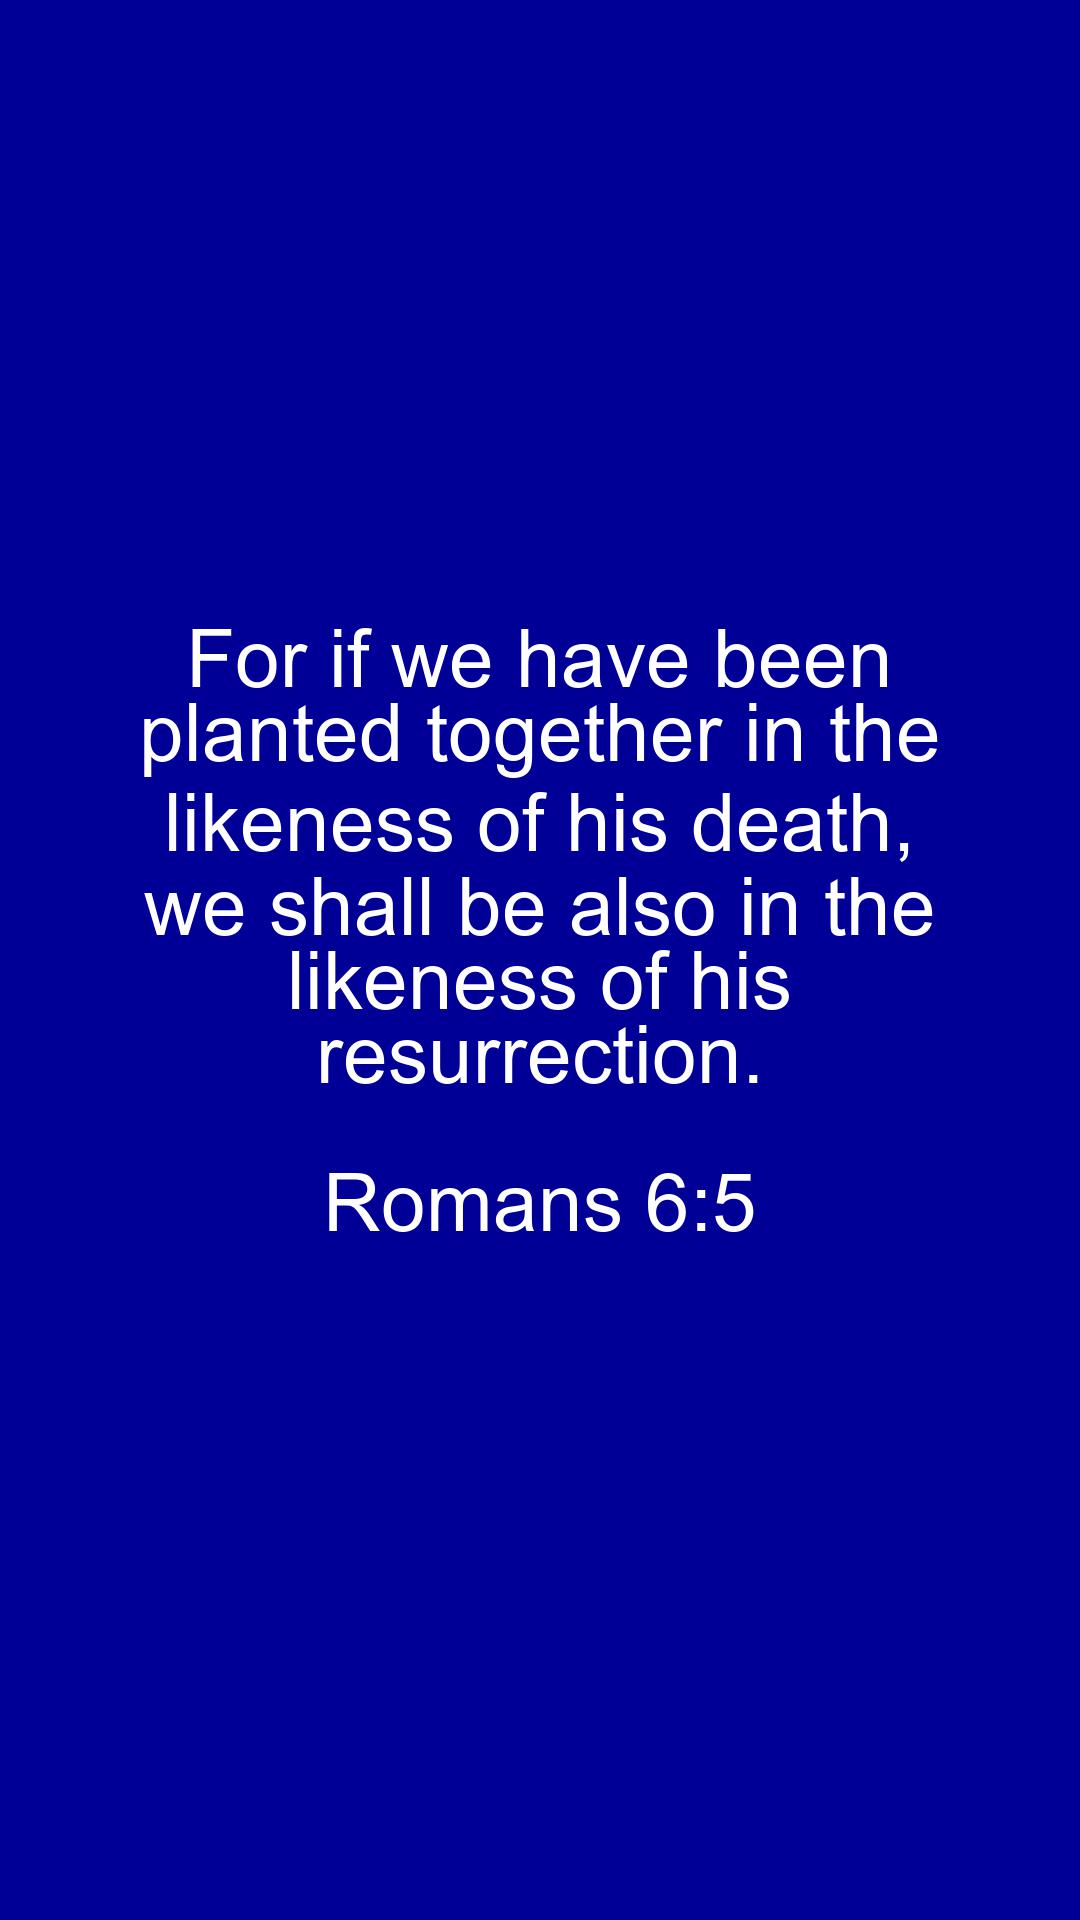 For if we have been
planted together in the
likeness of his death,
we shall be also in the
likeness of his
resurrection.
Romans 6:5